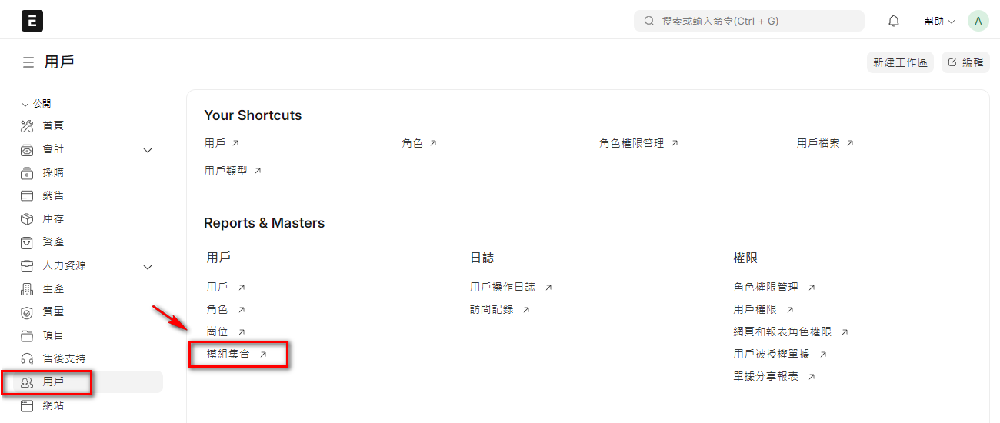 E
搜索或輸入命令(Ctrl + G)
幫助
A
用戶
新建工作區
編輯
公開
首頁
會計
採購
銷售
庫存
資產
人力資源
生產
質量
項目
售後支持
用戶
網站
Your Shortcuts
用戶
角色
角色權限管理
用戶檔案
用戶類型
Reports & Masters
用戶
用戶
角色
崗位
模組集合
日誌
用戶操作日誌
訪問記錄
權限
角色權限管理
用戶權限
網頁和報表角色權限
用戶被授權單據
單據分享報表